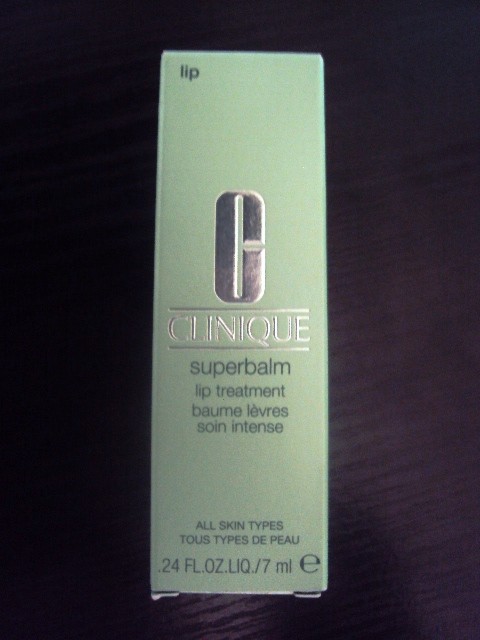 lip
CLINIQUE
superbalm
lip treatment
baume lèvres
soin intense
ALL SKIN TYPES
TOUS TYPES DE PEAU
.24 FL.OZ.LIQ./7 ml ℮